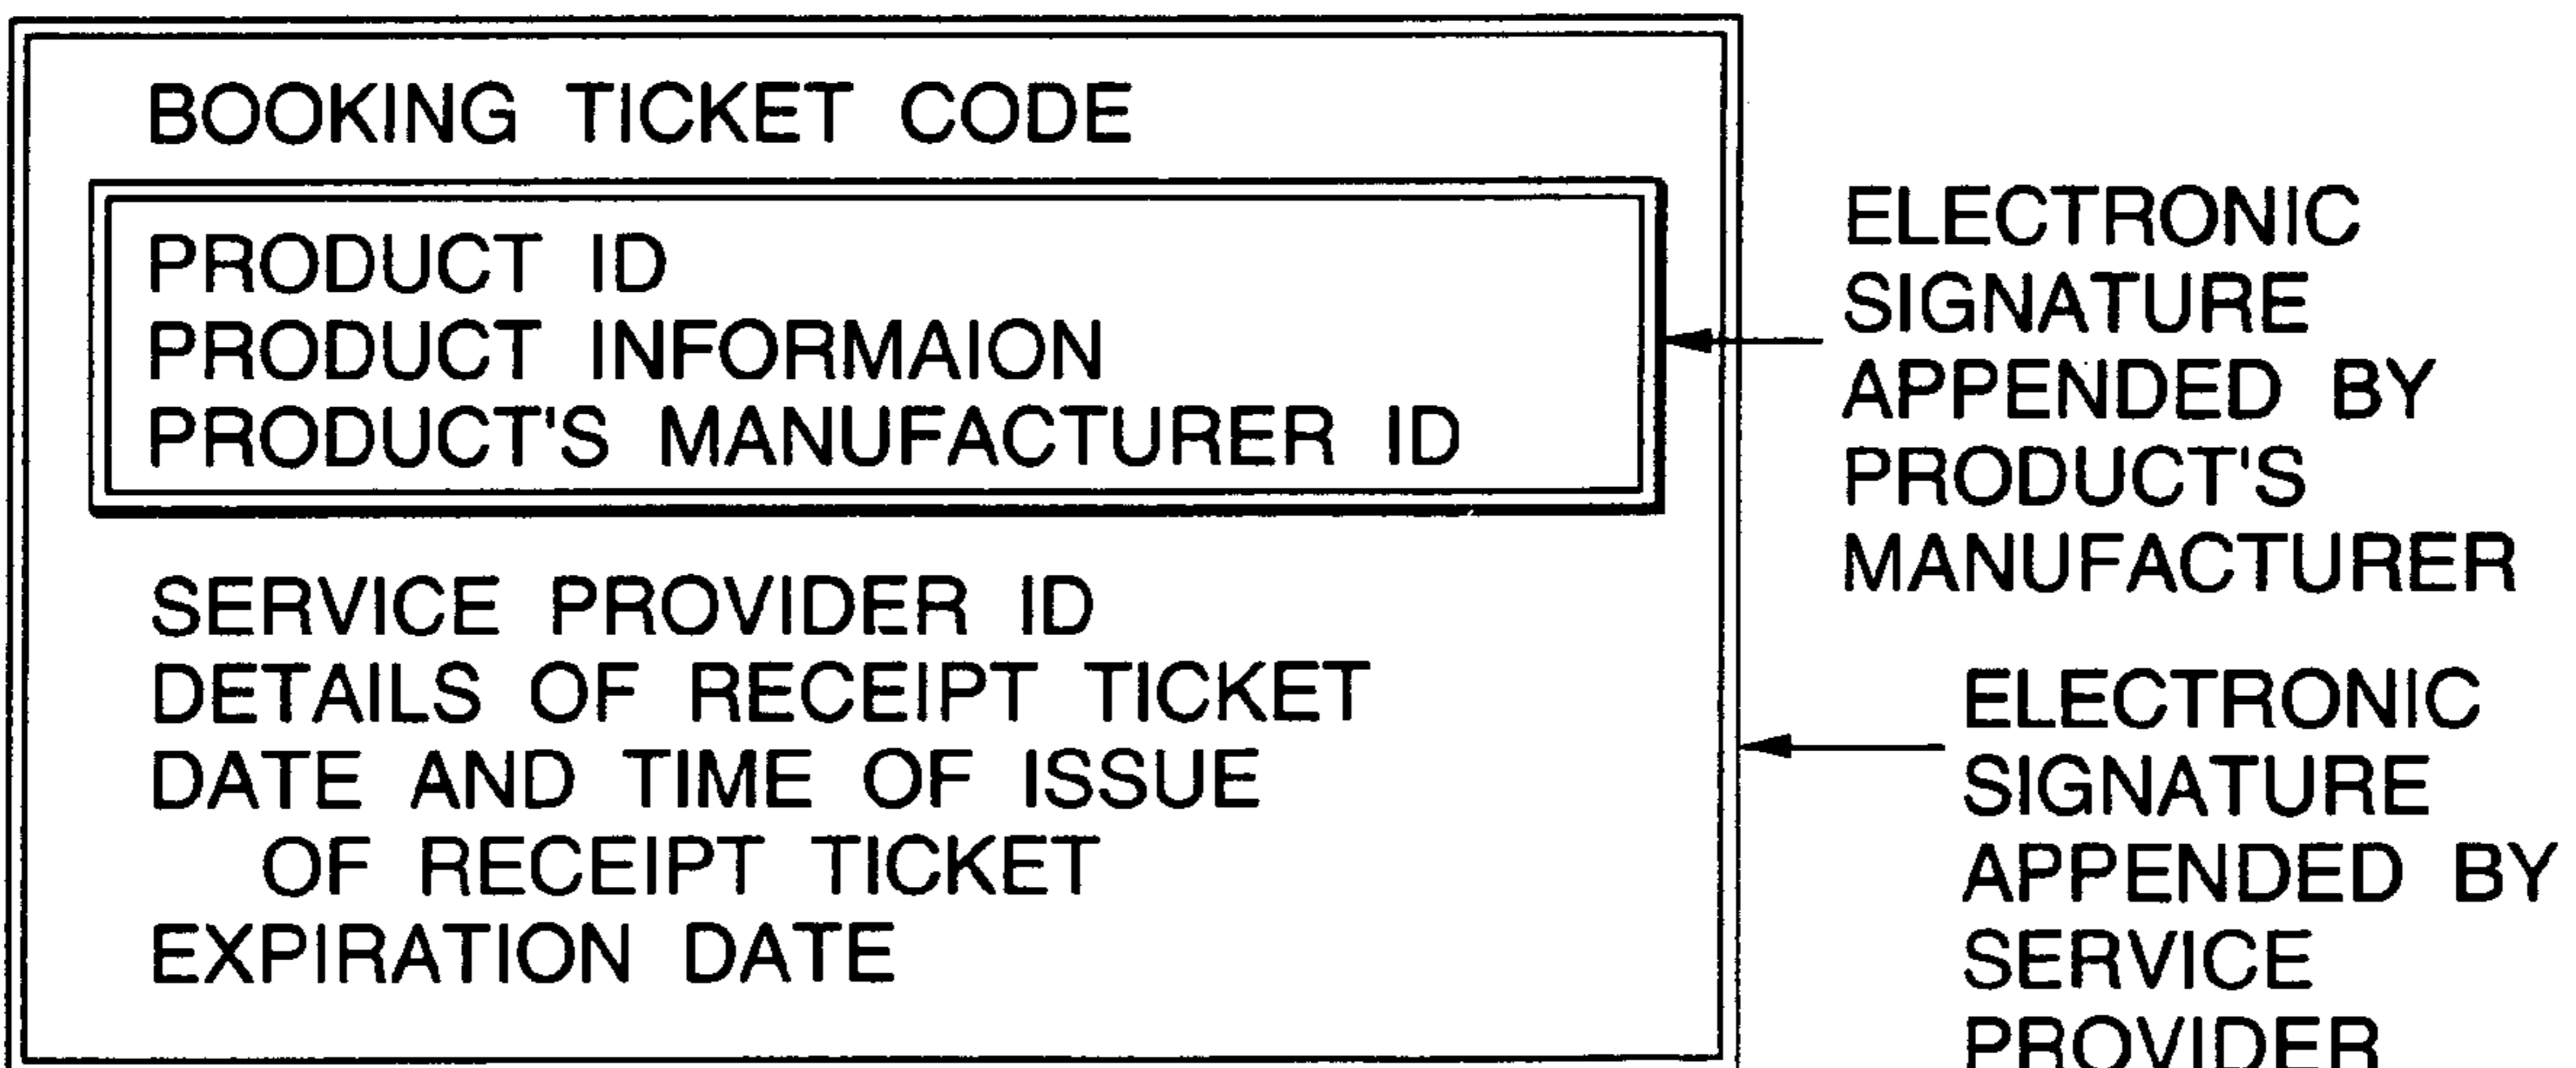 BOOKING TICKET CODE
PRODUCT ID
PRODUCT INFORMAION
PRODUCT'S MANUFACTURER ID
SERVICE PROVIDER ID
DETAILS OF RECEIPT TICKET
DATE AND TIME OF ISSUE
OF RECEIPT TICKET
EXPIRATION DATE
ELECTRONIC
SIGNATURE
APPENDED BY
PRODUCT'S
MANUFACTURER
ELECTRONIC
SIGNATURE
APPENDED BY
SERVICE
PROVIDER